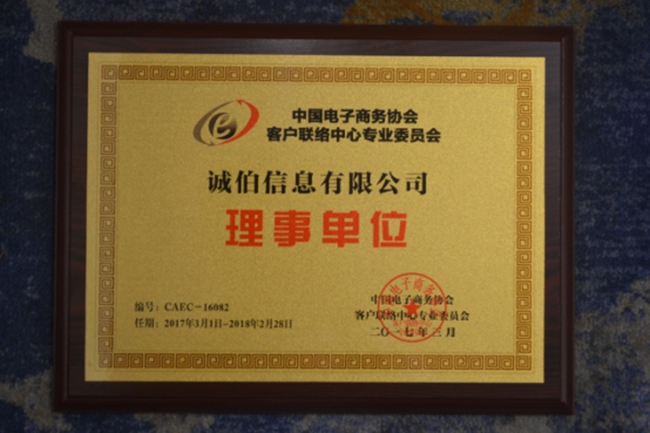 中国电子商务协会
客户联络中心专业委员会
诚伯信息有限公司
理事单位
编号：CAEC－16082
任期：2017年3月1日-2018年2月28日
中国电子商务协会
客户联络中心专业委员会
二〇一七年三月